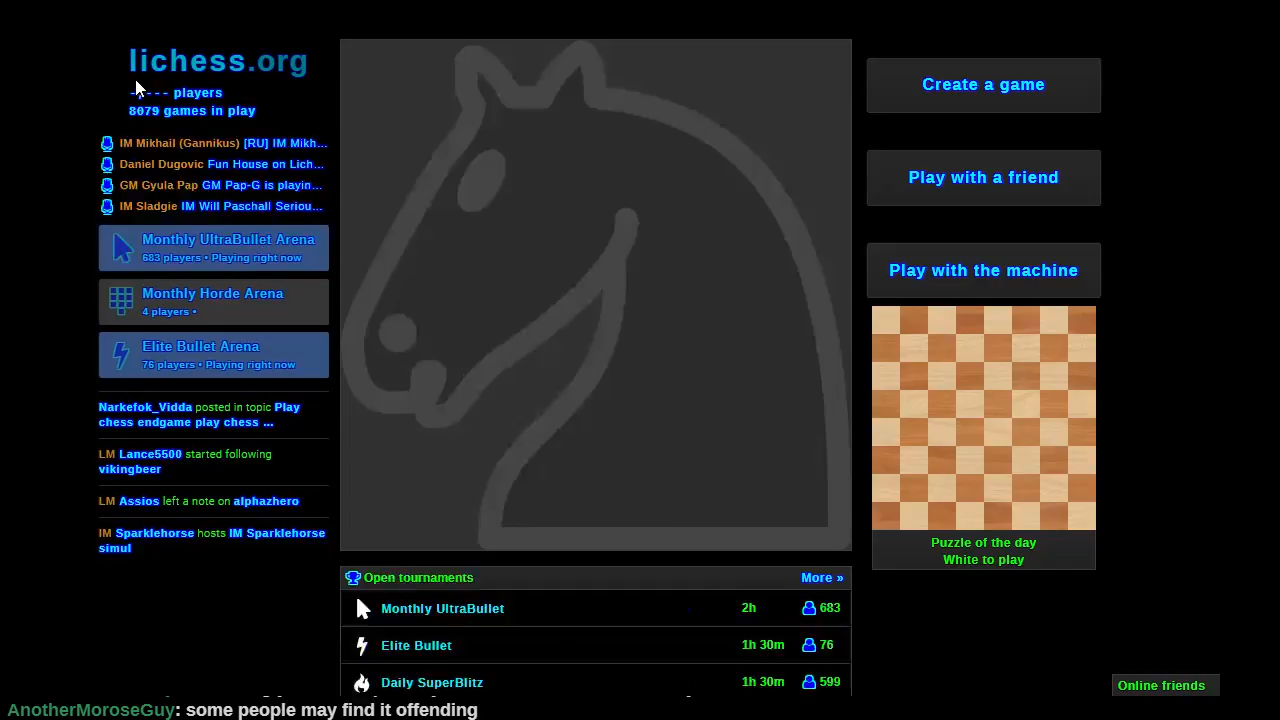 lichess.org
----- players
8079 games in play
IM Mikhail (Gannikus) [RU] IM Mikh...
Daniel Dugovic Fun House on Lich...
GM Gyula Pap GM Pap-G is playin...
IM Sladgie IM Will Paschall Seriou...
Monthly UltraBullet Arena
683 players • Playing right now
Monthly Horde Arena
4 players •
Elite Bullet Arena
76 players • Playing right now
Narkefok_Vidda posted in topic Play
chess endgame play chess ...
LM Lance5500 started following
vikingbeer
LM Assios left a note on alphazhero
IM Sparklehorse hosts IM Sparklehorse
simul
Open tournaments More »
Monthly UltraBullet 2h 683
Elite Bullet 1h 30m 76
Daily SuperBlitz 1h 30m 599
Create a game
Play with a friend
Play with the machine
Puzzle of the day
White to play
Online friends
AnotherMoroseGuy: some people may find it offending